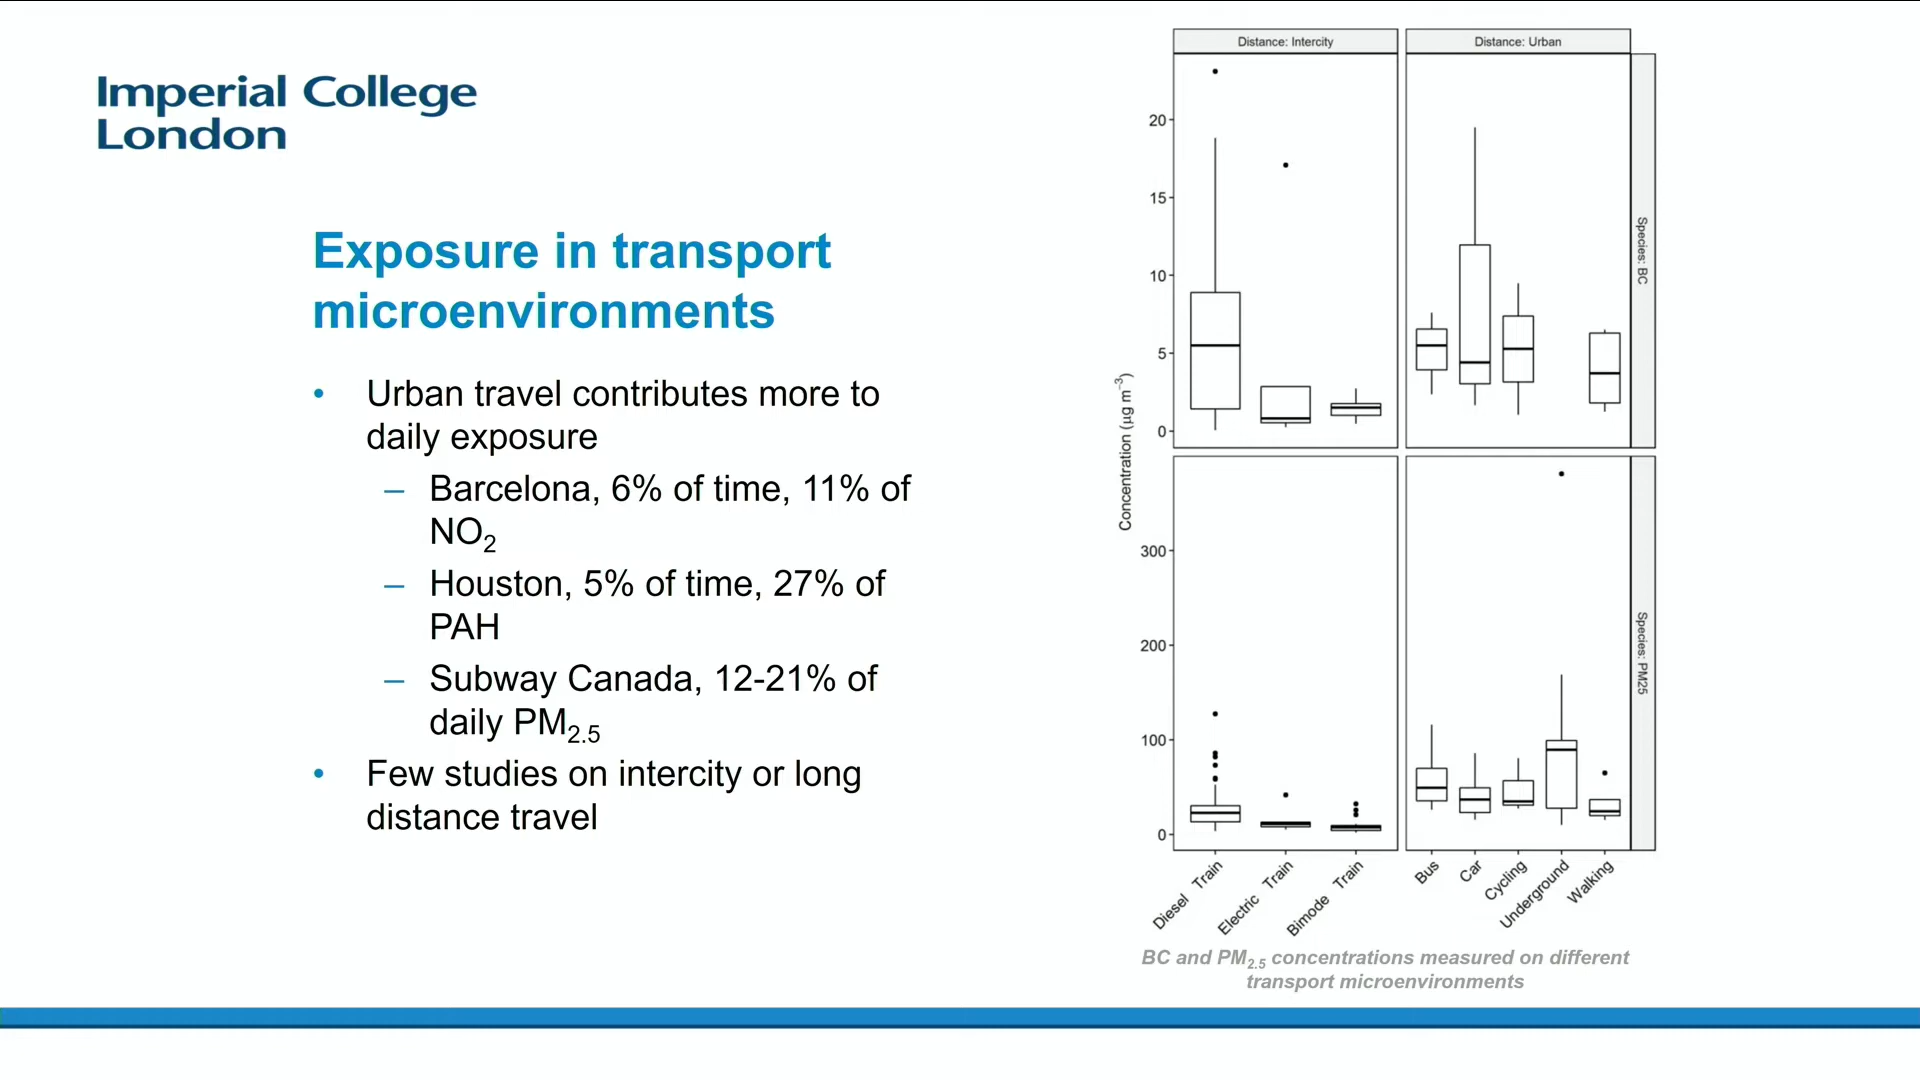 Imperial College
London
Exposure in transport
microenvironments
• Urban travel contributes more to
daily exposure
– Barcelona, 6% of time, 11% of
NO2
– Houston, 5% of time, 27% of
PAH
– Subway Canada, 12-21% of
daily PM2.5
• Few studies on intercity or long
distance travel
Distance: Intercity
Distance: Urban
20
15
10
5
0
Species: BC
Concentration (µg m−3)
300
200
100
0
Species: PM25
Diesel Train
Electric Train
Bimode Train
Bus
Car
Cycling
Underground
Walking
BC and PM2.5 concentrations measured on different
transport microenvironments